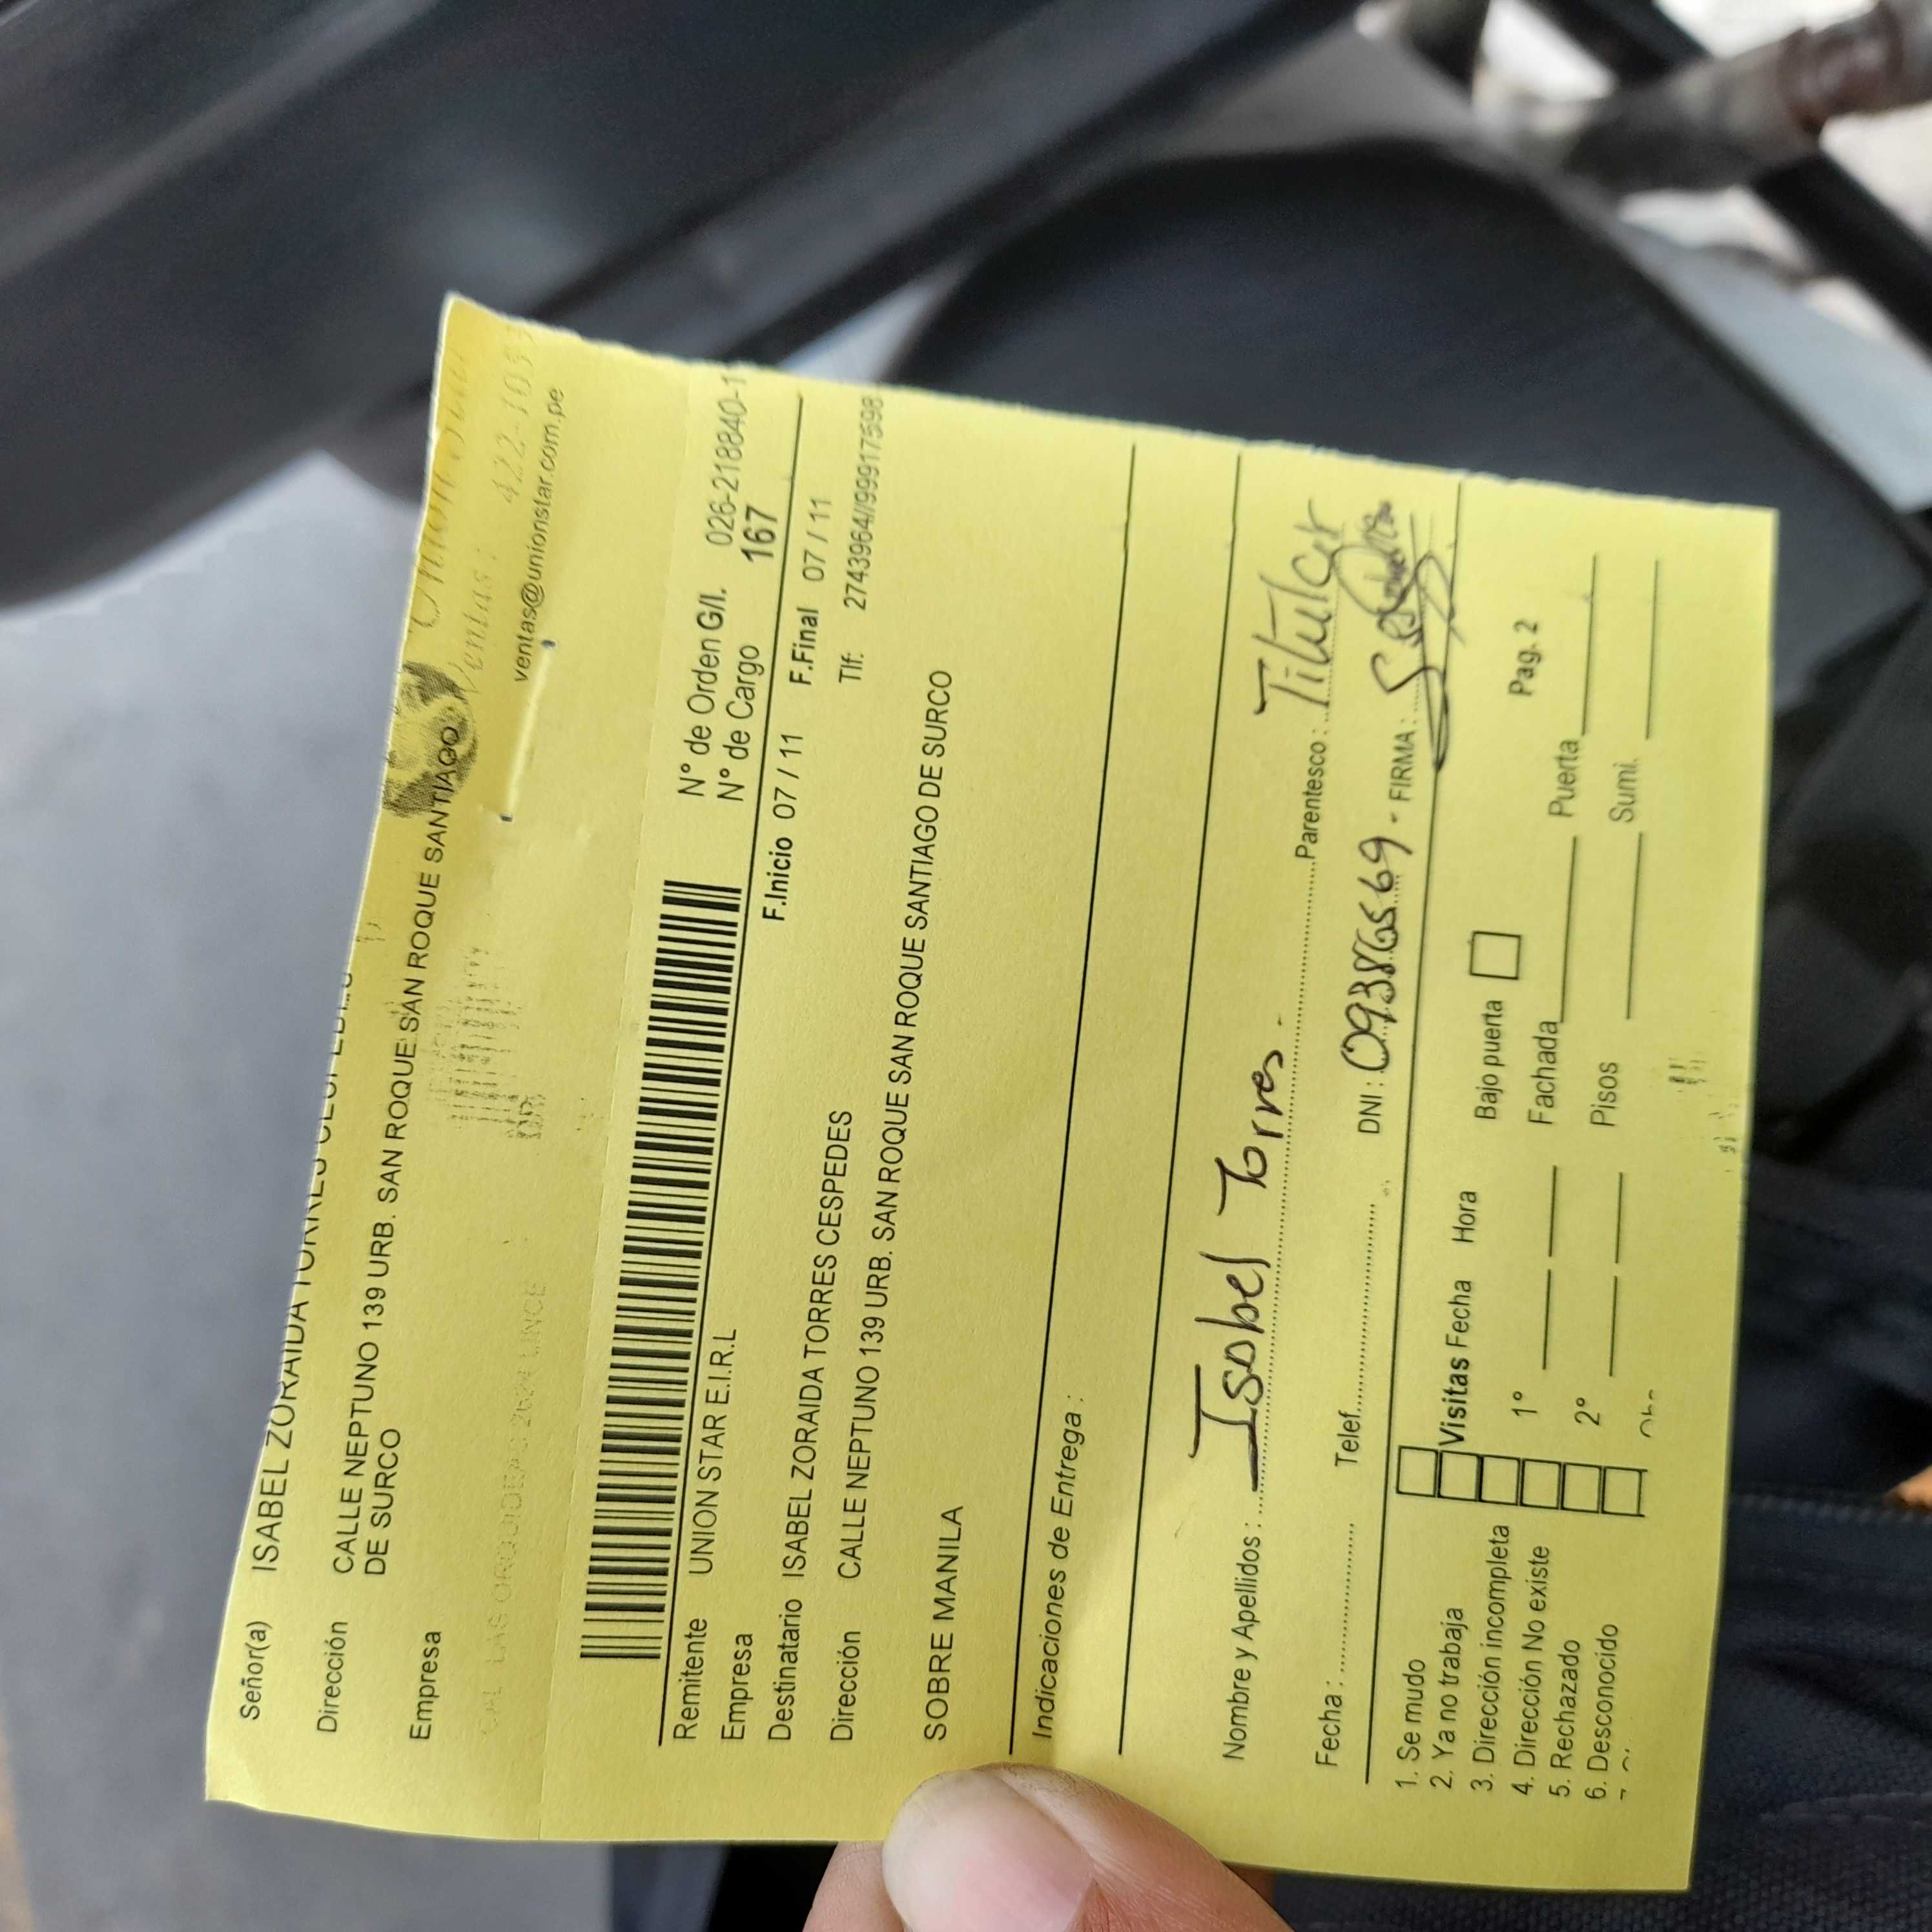 Señor(a) ISABEL ZORAIDA TORRES CESPEDES
Dirección CALLE NEPTUNO 139 URB. SAN ROQUE SAN ROQUE SANTIAGO
DE SURCO
Empresa
Ventas: 422-105
ventas@unionstar.com.pe
Remitente UNION STAR E.I.R.L N° de Orden G/I. 026-218840-1
Empresa N° de Cargo 167
F.Inicio 07 / 11 F.Final 07 / 11
Destinatario ISABEL ZORAIDA TORRES CESPEDES Tlf: 2743964//99917598
Dirección CALLE NEPTUNO 139 URB. SAN ROQUE SAN ROQUE SANTIAGO DE SURCO
SOBRE MANILA
Indicaciones de Entrega :
Nombre y Apellidos : Isabel Torres - Parentesco : Titular
Fecha : Telef. DNI : 09386569 - FIRMA :
1. Se mudo
2. Ya no trabaja Visitas Fecha Hora Bajo puerta Pag. 2
3. Dirección incompleta
4. Dirección No existe 1° Fachada Puerta
5. Rechazado
6. Desconocido 2° Pisos Sumi.